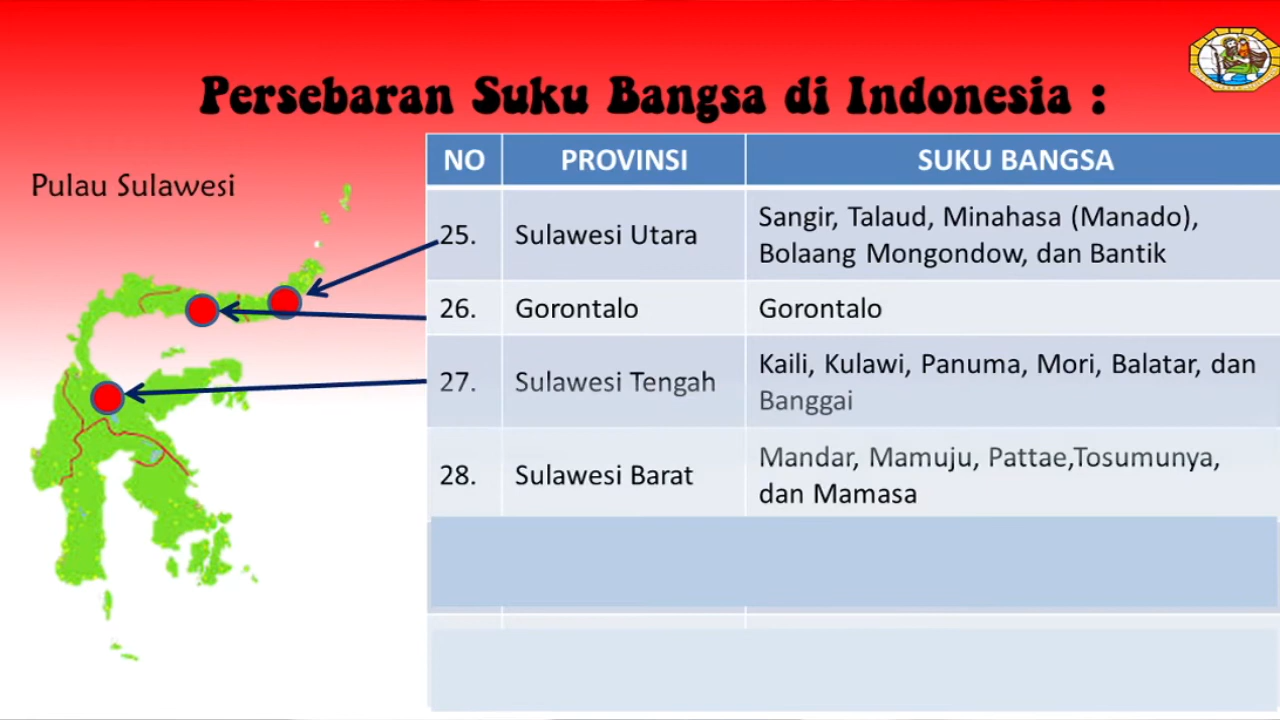 Persebaran Suku Bangsa di Indonesia :
Pulau Sulawesi
NO PROVINSI SUKU BANGSA
25. Sulawesi Utara Sangir, Talaud, Minahasa (Manado),
Bolaang Mongondow, dan Bantik
26. Gorontalo Gorontalo
27. Sulawesi Tengah Kaili, Kulawi, Panuma, Mori, Balatar, dan
Banggai
28. Sulawesi Barat Mandar, Mamuju, Pattae,Tosumunya,
dan Mamasa